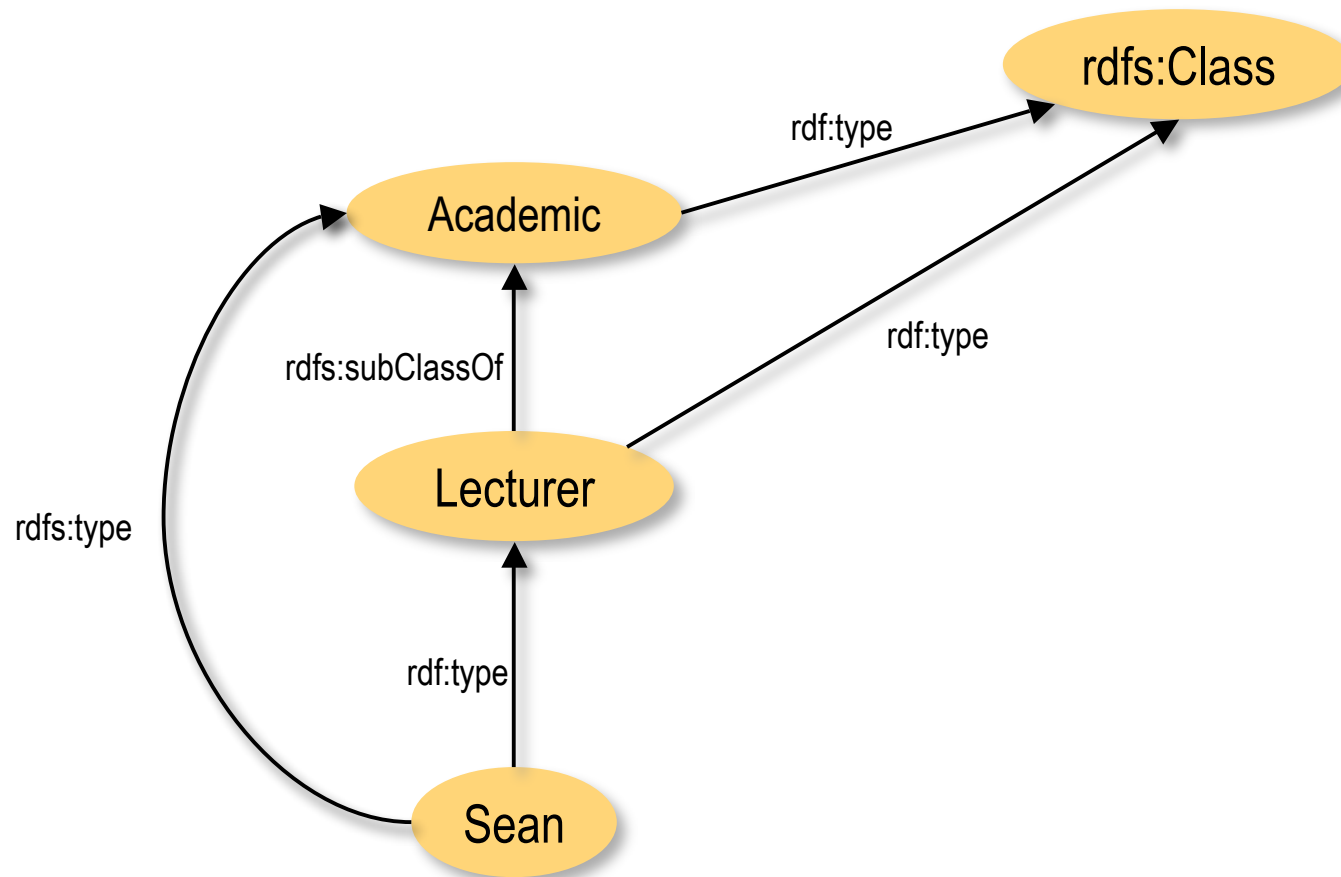 rdfs:Class
rdf:type
Academic
rdf:type
rdfs:subClassOf
Lecturer
rdfs:type
rdf:type
Sean